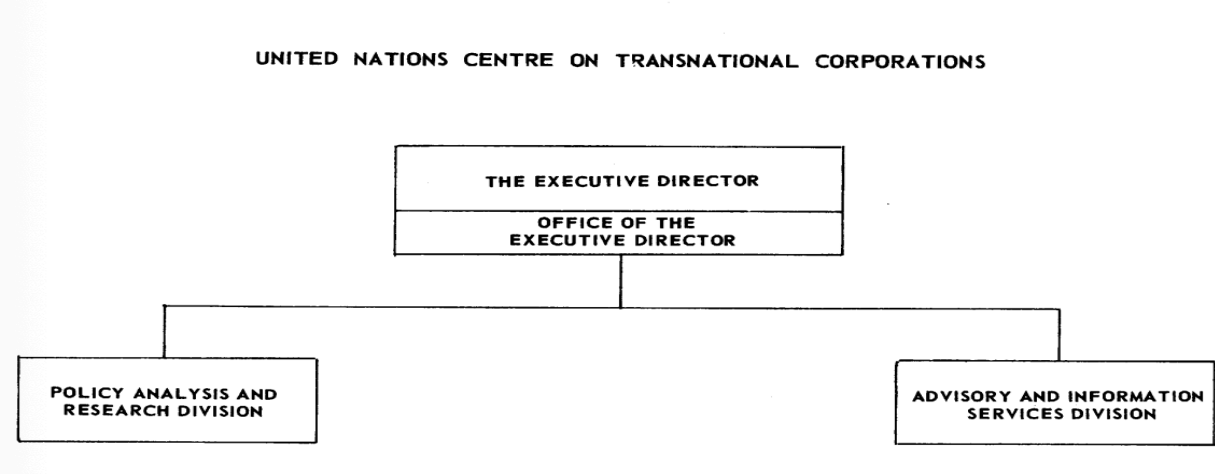 UNITED NATIONS CENTRE ON TRANSNATIONAL CORPORATIONS
THE EXECUTIVE DIRECTOR
OFFICE OF THE
EXECUTIVE DIRECTOR
POLICY ANALYSIS AND
RESEARCH DIVISION
ADVISORY AND INFORMATION
SERVICES DIVISION